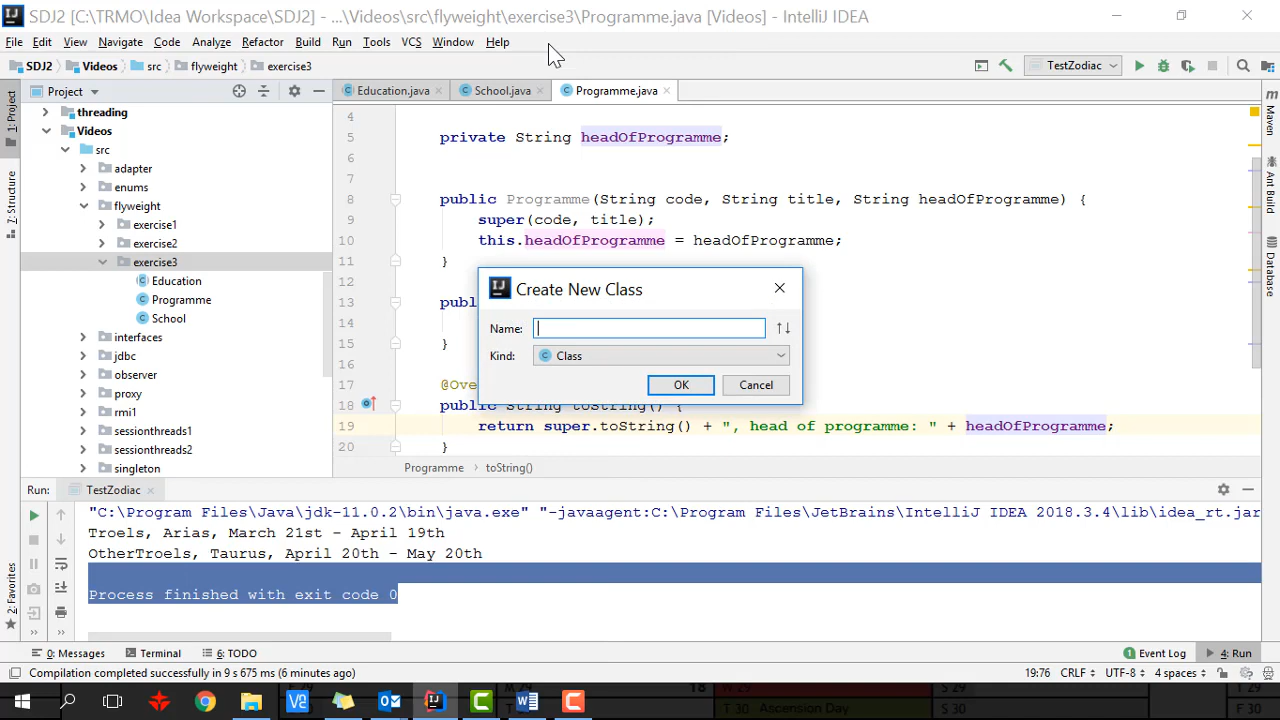 SDJ2 [C:\TRMO\Idea Workspace\SDJ2] - ...\Videos\src\flyweight\exercise3\Programme.java [Videos] - IntelliJ IDEA
File Edit View Navigate Code Analyze Refactor Build Run Tools VCS Window Help
SDJ2 Videos src flyweight exercise3 TestZodiac
Project Education.java School.java Programme.java
1: Project
Z: Structure
2: Favorites
threading
Videos
src
adapter
enums
flyweight
exercise1
exercise2
exercise3
Education
Programme
School
interfaces
jdbc
observer
proxy
rmi1
sessionthreads1
sessionthreads2
singleton
4
5 private String headOfProgramme;
6
7
8 public Programme(String code, String title, String headOfProgramme) {
9 super(code, title);
10 this.headOfProgramme = headOfProgramme;
11 }
12
13 pub
14
15 }
16
17 @Ove
18 public String toString() {
19 return super.toString() + ", head of programme: " + headOfProgramme;
20 }
Programme toString()
Create New Class
Name:
Kind: Class
OK Cancel
Maven
Ant Build
Database
Run: TestZodiac
"C:\Program Files\Java\jdk-11.0.2\bin\java.exe" "-javaagent:C:\Program Files\JetBrains\IntelliJ IDEA 2018.3.4\lib\idea_rt.jar
Troels, Arias, March 21st - April 19th
OtherTroels, Taurus, April 20th - May 20th
Process finished with exit code 0
0: Messages Terminal 6: TODO 1 Event Log 4: Run
Compilation completed successfully in 9 s 675 ms (6 minutes ago) 19:76 CRLF UTF-8 4 spaces
18
T 30 Ascension Day S 30